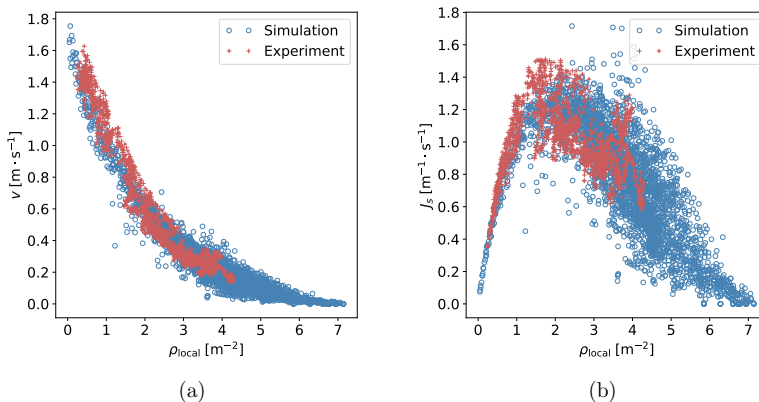 1.8
1.6
1.4
1.2
1.0
0.8
0.6
0.4
0.2
0.0
v [m · s⁻¹]
Simulation
Experiment
0 1 2 3 4 5 6 7
ρlocal [m⁻²]
(a)
1.8
1.6
1.4
1.2
1.0
0.8
0.6
0.4
0.2
0.0
Js [m⁻¹ · s⁻¹]
Simulation
Experiment
0 1 2 3 4 5 6 7
ρlocal [m⁻²]
(b)